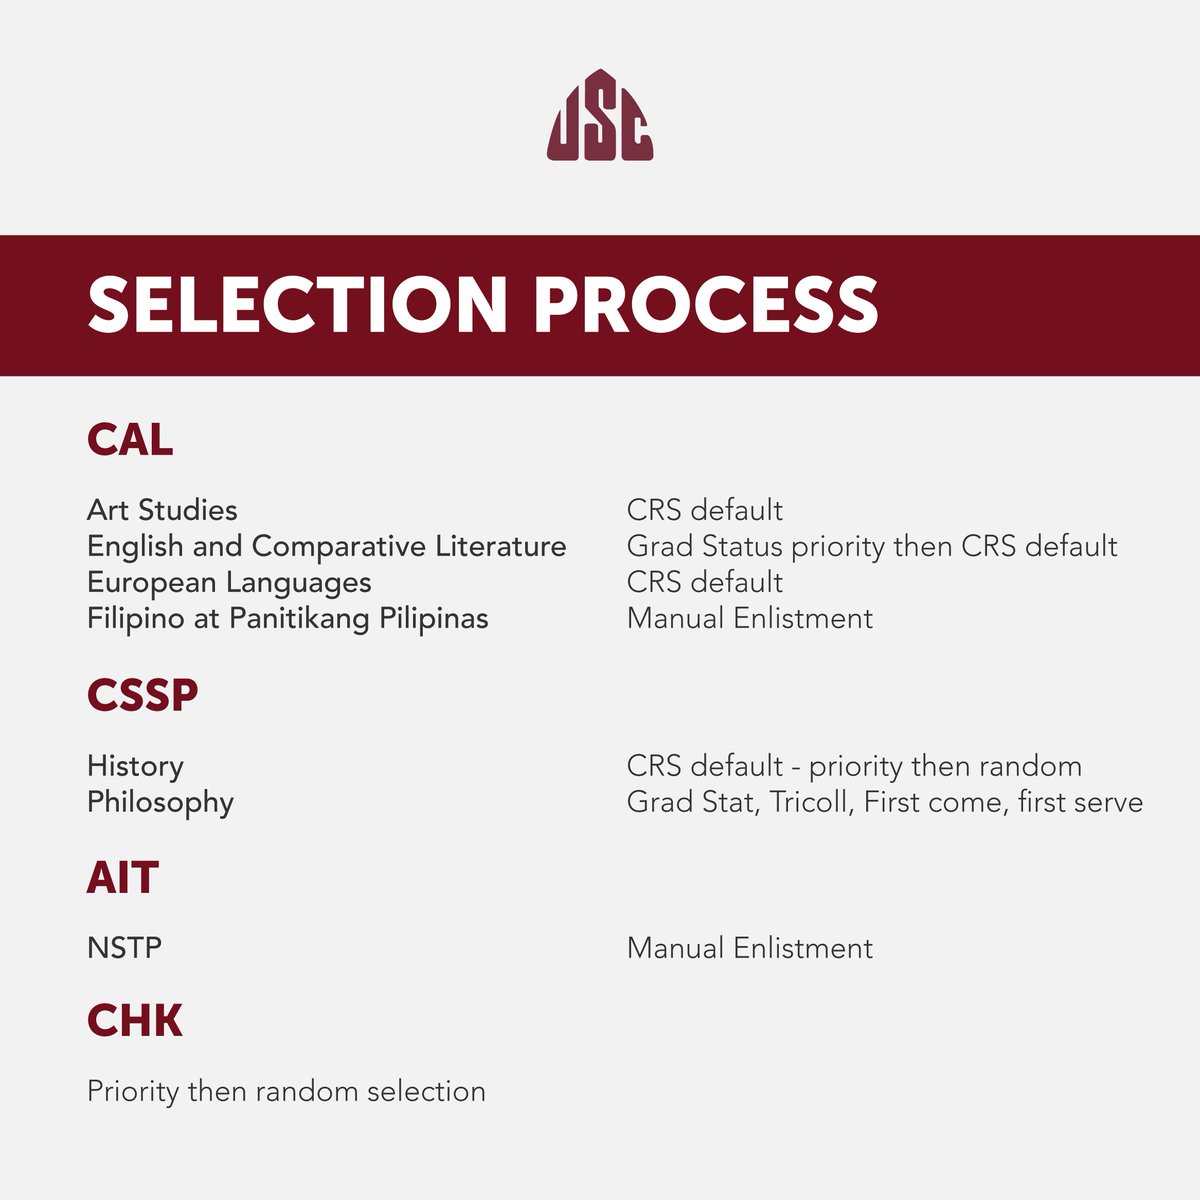 USC
SELECTION PROCESS
CAL
Art Studies CRS default
English and Comparative Literature Grad Status priority then CRS default
European Languages CRS default
Filipino at Panitikang Pilipinas Manual Enlistment
CSSP
History CRS default - priority then random
Philosophy Grad Stat, Tricoll, First come, first serve
AIT
NSTP Manual Enlistment
CHK
Priority then random selection